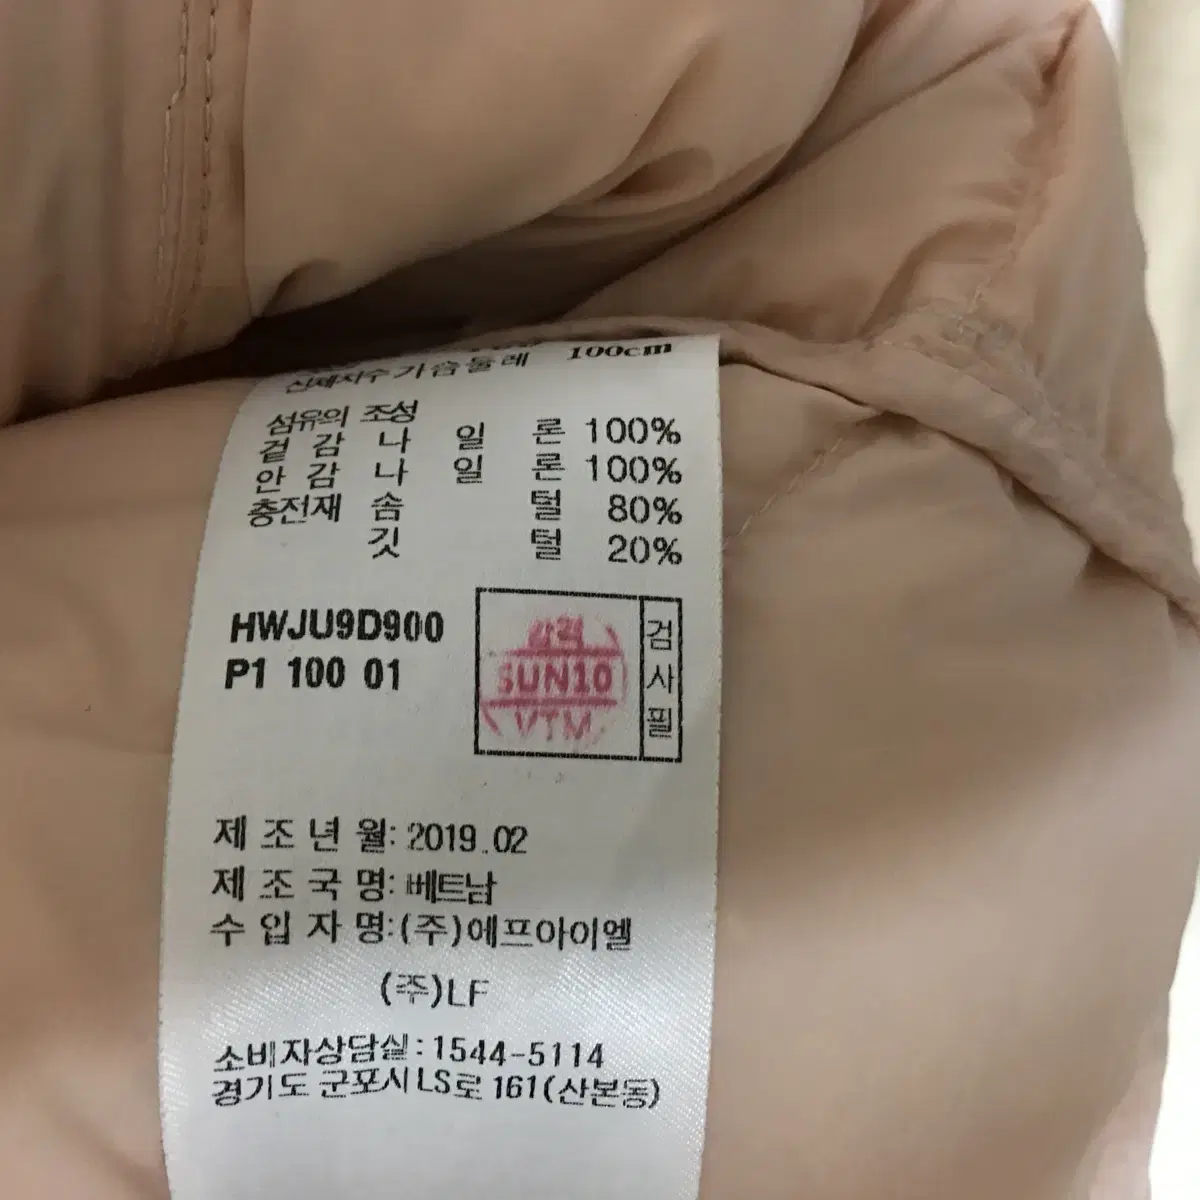 신체치수 가슴둘레 100cm
섬유의 조성
겉 감 나 일 론 100%
안 감 나 일 론 100%
충전재 솜 털 80%
깃 털 20%
HWJU9D900
P1 100 01
합격
SUN10
VTM
검사필
제 조 년 월: 2019.02
제 조 국 명: 베트남
수 입 자 명:(주)에프아이엘
(주)LF
소비자상담실:1544-5114
경기도 군포시 LS로 161(산본동)